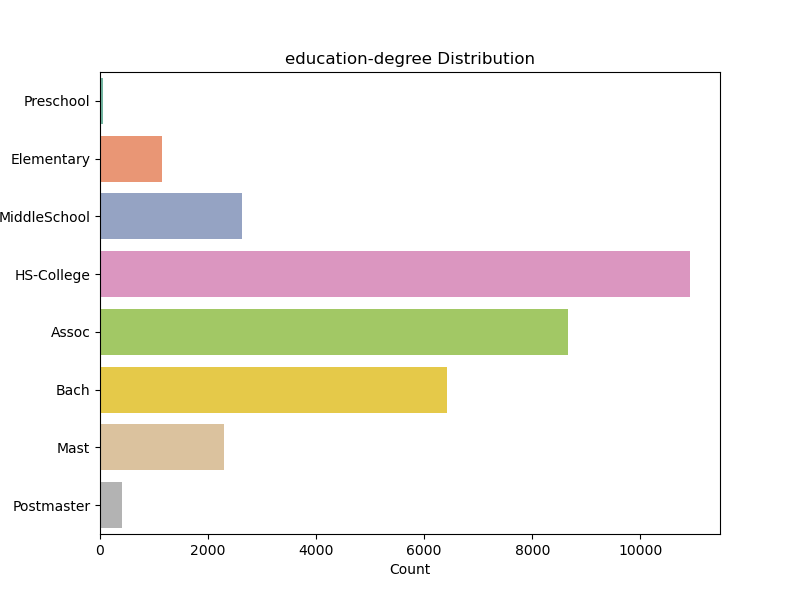 education-degree Distribution
Preschool
Elementary
MiddleSchool
HS-College
Assoc
Bach
Mast
Postmaster
0 2000 4000 6000 8000 10000
Count